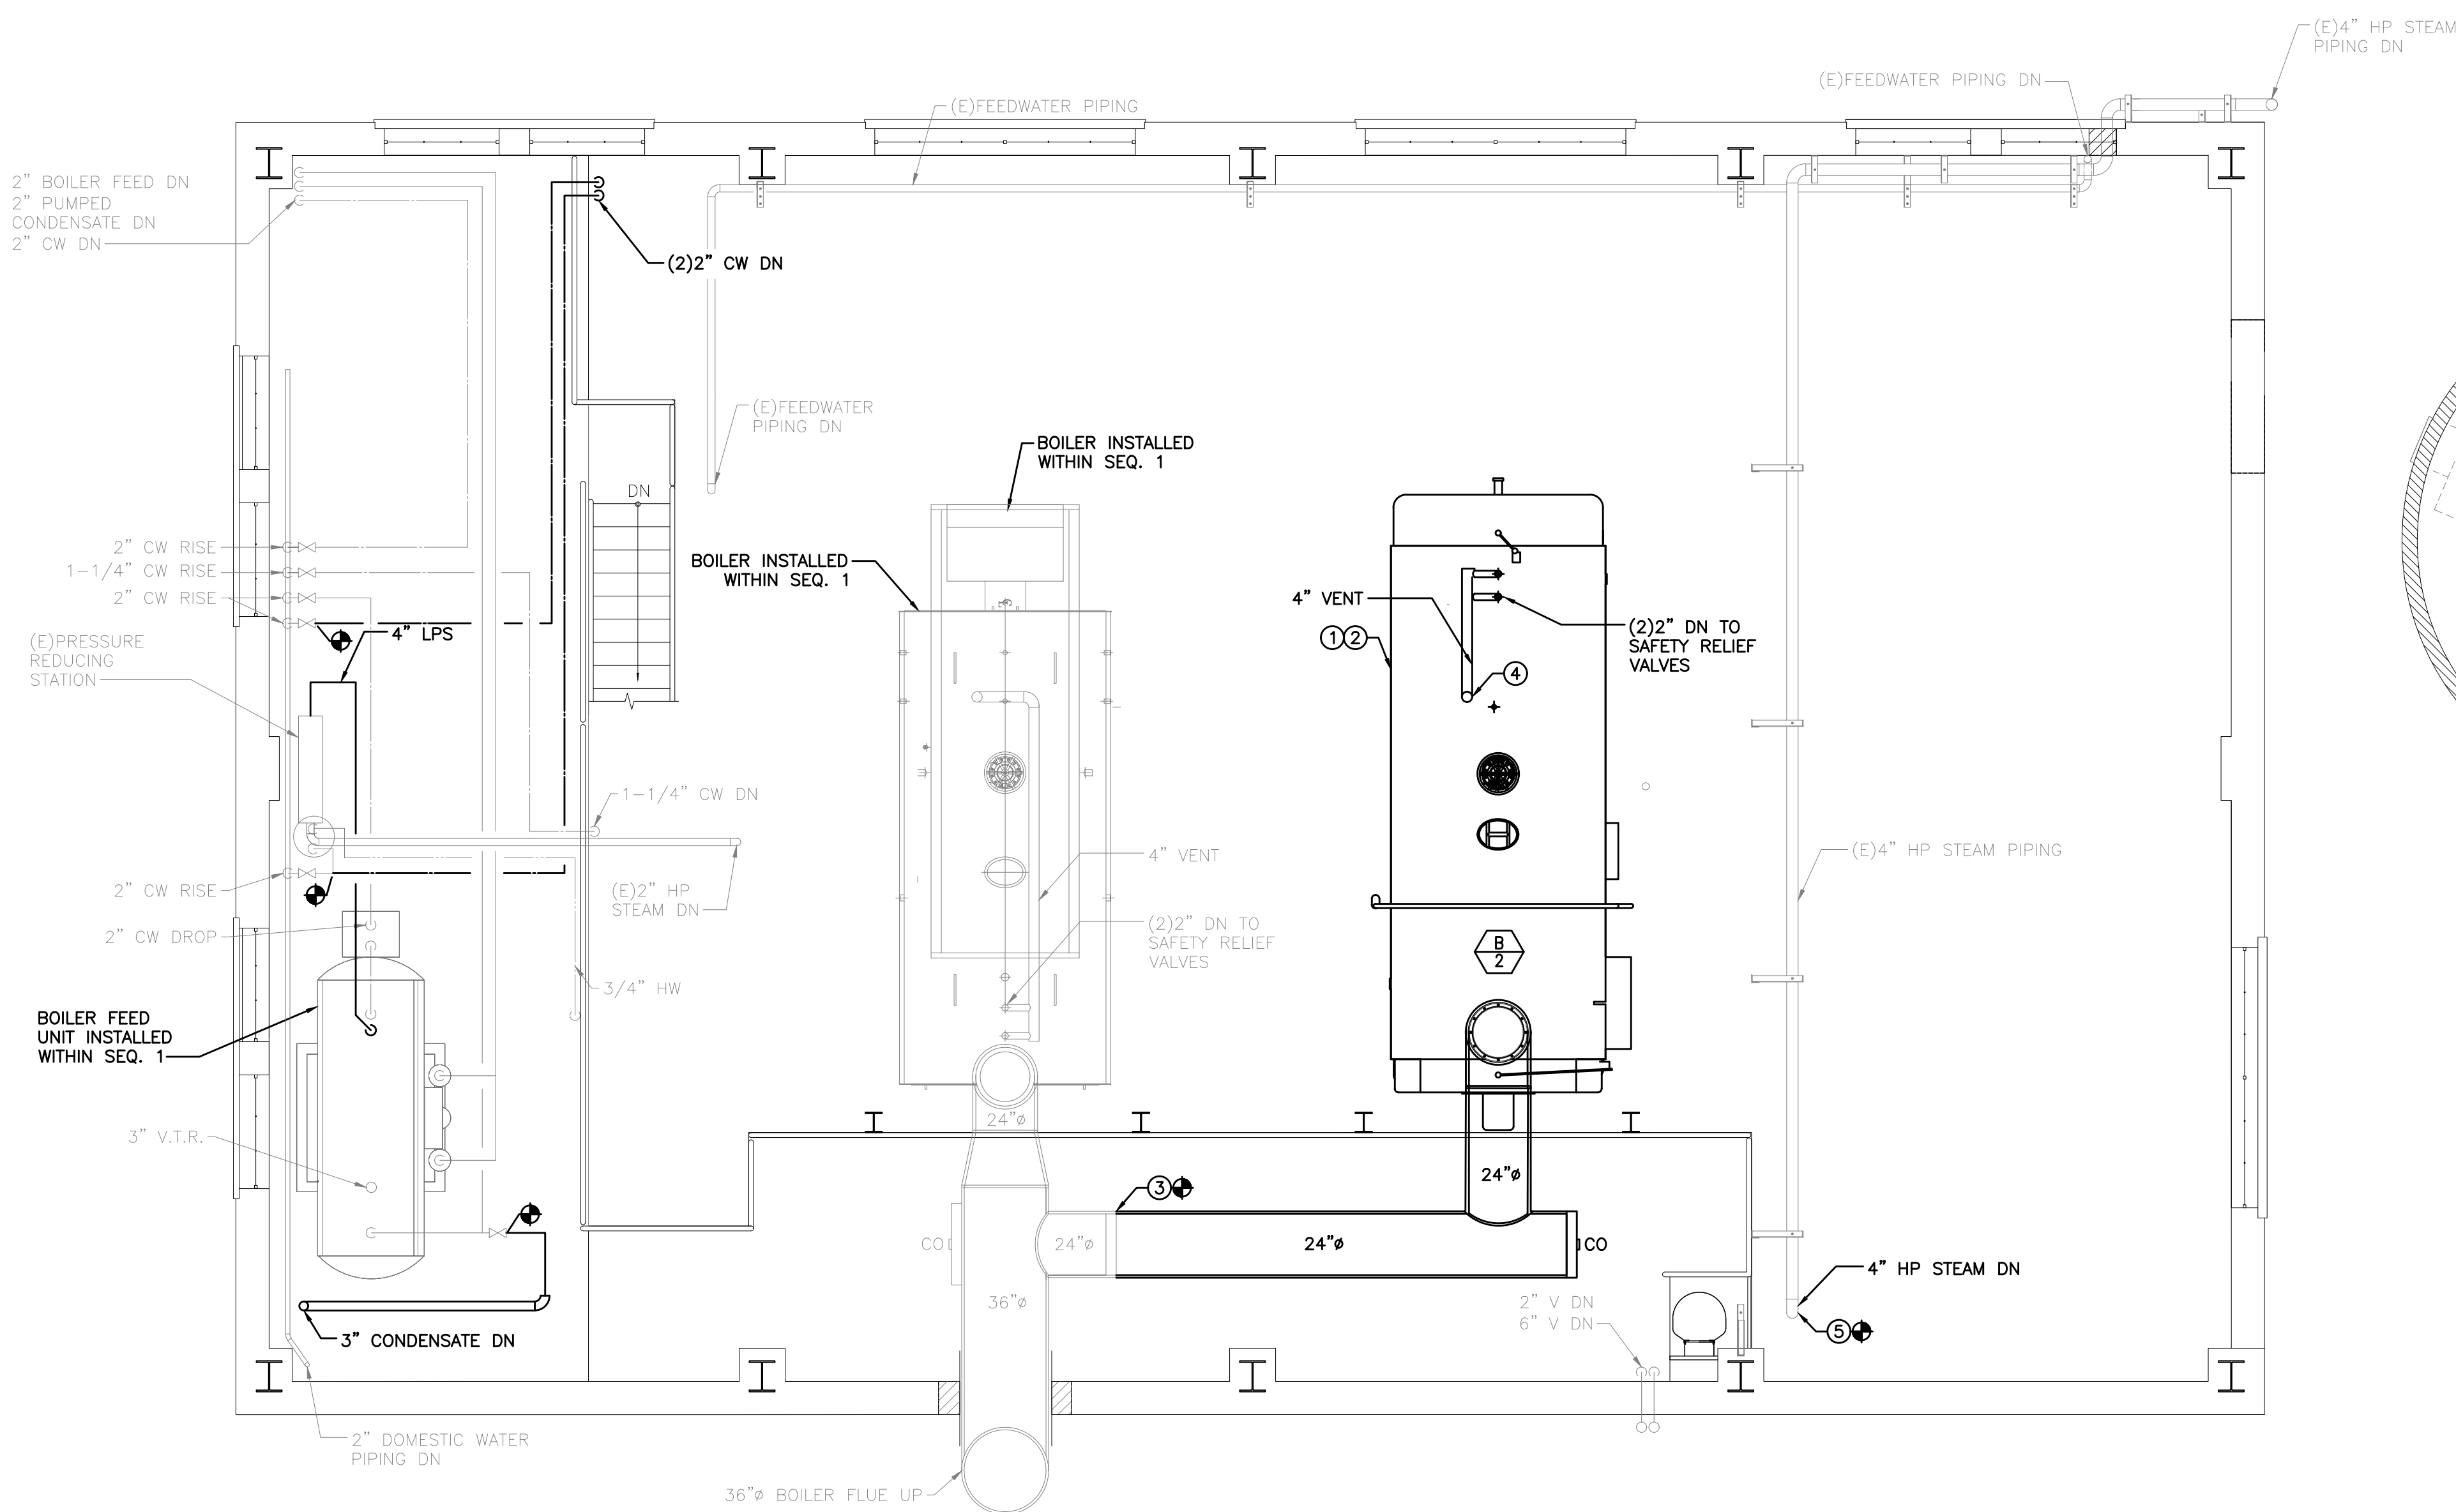 (E)4" HP STEAM
PIPING DN
(E)FEEDWATER PIPING DN
(E)FEEDWATER PIPING
2" BOILER FEED DN
2" PUMPED
CONDENSATE DN
2" CW DN
(2)2" CW DN
(E)FEEDWATER
PIPING DN
BOILER INSTALLED
WITHIN SEQ. 1
DN
BOILER INSTALLED
WITHIN SEQ. 1
2" CW RISE
1-1/4" CW RISE
2" CW RISE
4" VENT
1 2
(2)2" DN TO
SAFETY RELIEF
VALVES
4" LPS
(E)PRESSURE
REDUCING
STATION
4
1-1/4" CW DN
4" VENT
(E)4" HP STEAM PIPING
2" CW RISE
(E)2" HP
STEAM DN
2" CW DROP
(2)2" DN TO
SAFETY RELIEF
VALVES
B
2
3/4" HW
BOILER FEED
UNIT INSTALLED
WITHIN SEQ. 1
24"ø
3" V.T.R.
24"ø
3
CO
24"ø
24"ø
CO
4" HP STEAM DN
36"ø
2" V DN
6" V DN
5
3" CONDENSATE DN
2" DOMESTIC WATER
PIPING DN
36"ø BOILER FLUE UP